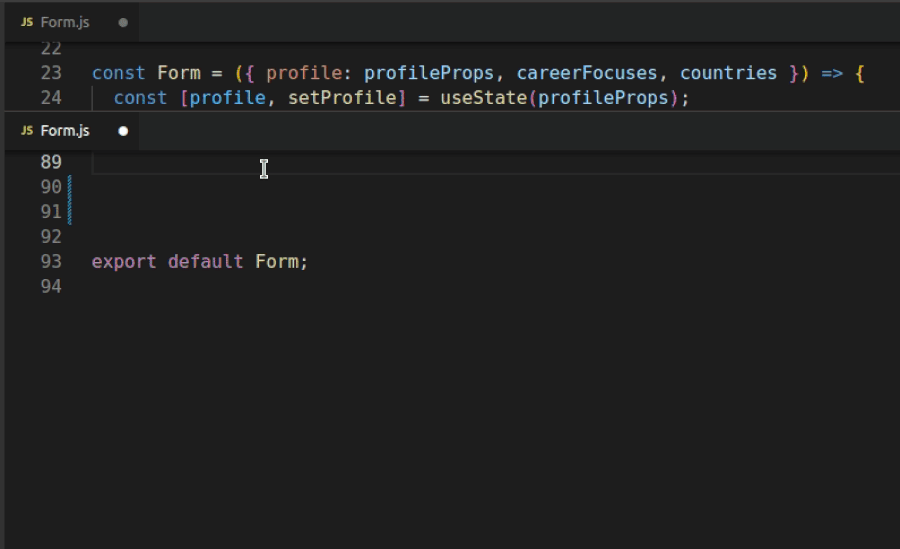 JS Form.js
22
23 const Form = ({ profile: profileProps, careerFocuses, countries }) => {
24 const [profile, setProfile] = useState(profileProps);
JS Form.js
89
90
91
92
93 export default Form;
94